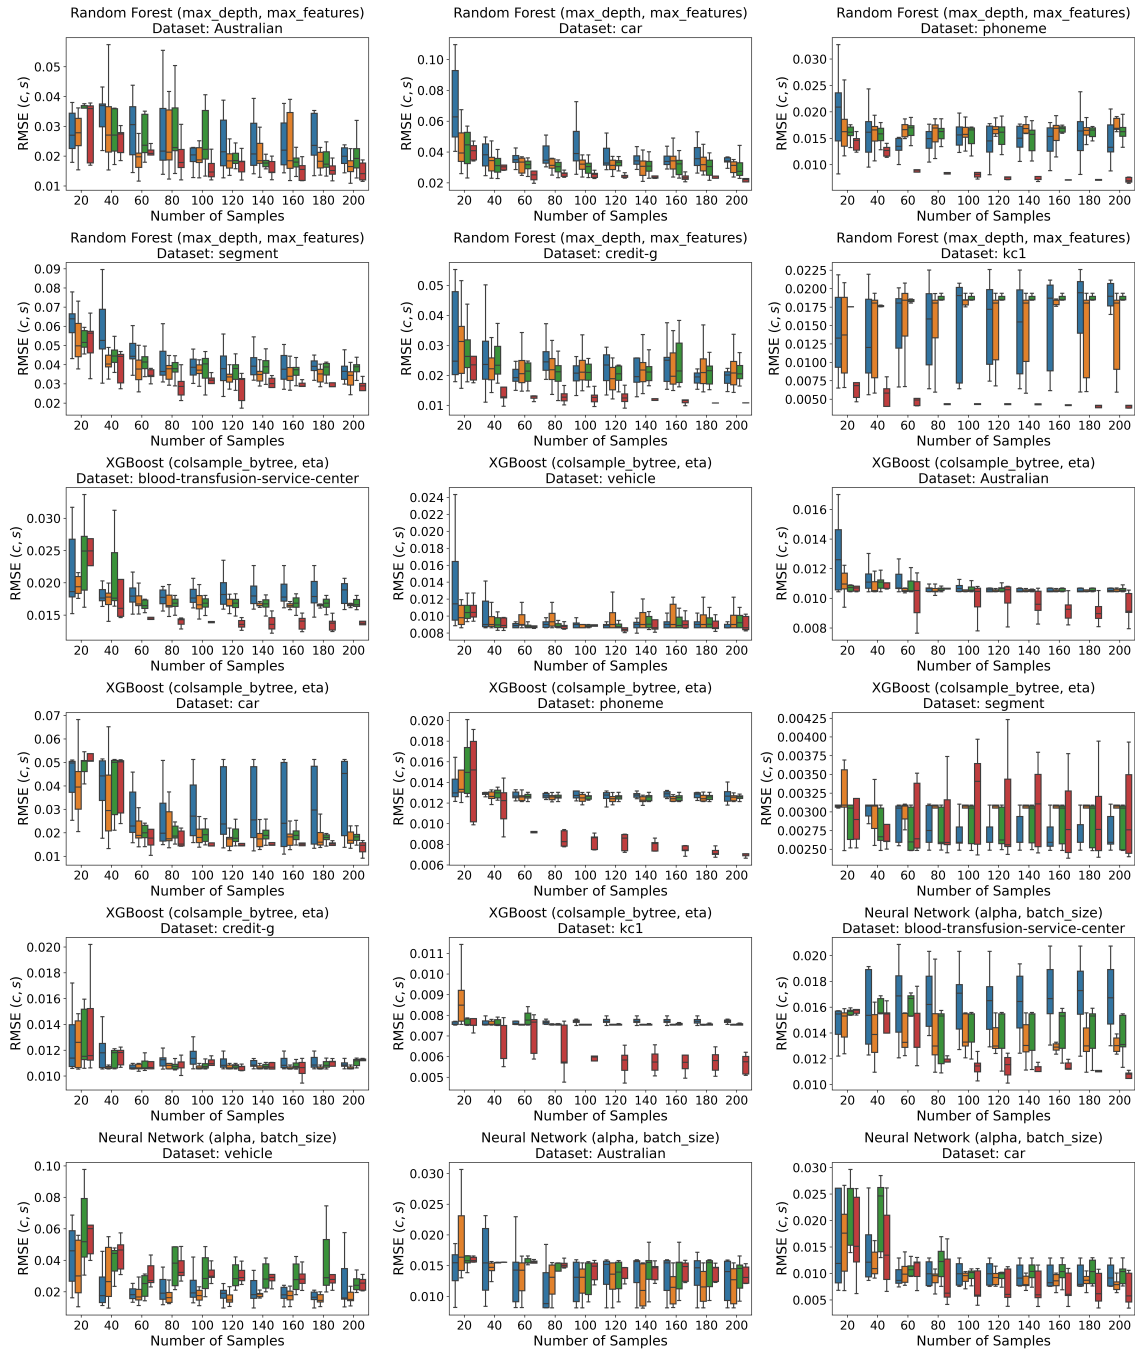 Random Forest (max_depth, max_features)
Dataset: Australian
RMSE (c, s)
0.05
0.04
0.03
0.02
0.01
20 40 60 80 100 120 140 160 180 200
Number of Samples
Random Forest (max_depth, max_features)
Dataset: car
RMSE (c, s)
0.10
0.08
0.06
0.04
0.02
20 40 60 80 100 120 140 160 180 200
Number of Samples
Random Forest (max_depth, max_features)
Dataset: phoneme
RMSE (c, s)
0.030
0.025
0.020
0.015
0.010
20 40 60 80 100 120 140 160 180 200
Number of Samples
Random Forest (max_depth, max_features)
Dataset: segment
RMSE (c, s)
0.09
0.08
0.07
0.06
0.05
0.04
0.03
0.02
20 40 60 80 100 120 140 160 180 200
Number of Samples
Random Forest (max_depth, max_features)
Dataset: credit-g
RMSE (c, s)
0.05
0.04
0.03
0.02
0.01
20 40 60 80 100 120 140 160 180 200
Number of Samples
Random Forest (max_depth, max_features)
Dataset: kc1
RMSE (c, s)
0.0225
0.0200
0.0175
0.0150
0.0125
0.0100
0.0075
0.0050
20 40 60 80 100 120 140 160 180 200
Number of Samples
XGBoost (colsample_bytree, eta)
Dataset: blood-transfusion-service-center
RMSE (c, s)
0.030
0.025
0.020
0.015
20 40 60 80 100 120 140 160 180 200
Number of Samples
XGBoost (colsample_bytree, eta)
Dataset: vehicle
RMSE (c, s)
0.024
0.022
0.020
0.018
0.016
0.014
0.012
0.010
0.008
20 40 60 80 100 120 140 160 180 200
Number of Samples
XGBoost (colsample_bytree, eta)
Dataset: Australian
RMSE (c, s)
0.016
0.014
0.012
0.010
0.008
20 40 60 80 100 120 140 160 180 200
Number of Samples
XGBoost (colsample_bytree, eta)
Dataset: car
RMSE (c, s)
0.07
0.06
0.05
0.04
0.03
0.02
0.01
20 40 60 80 100 120 140 160 180 200
Number of Samples
XGBoost (colsample_bytree, eta)
Dataset: phoneme
RMSE (c, s)
0.020
0.018
0.016
0.014
0.012
0.010
0.008
0.006
20 40 60 80 100 120 140 160 180 200
Number of Samples
XGBoost (colsample_bytree, eta)
Dataset: segment
RMSE (c, s)
0.00425
0.00400
0.00375
0.00350
0.00325
0.00300
0.00275
0.00250
20 40 60 80 100 120 140 160 180 200
Number of Samples
XGBoost (colsample_bytree, eta)
Dataset: credit-g
RMSE (c, s)
0.020
0.018
0.016
0.014
0.012
0.010
20 40 60 80 100 120 140 160 180 200
Number of Samples
XGBoost (colsample_bytree, eta)
Dataset: kc1
RMSE (c, s)
0.011
0.010
0.009
0.008
0.007
0.006
0.005
20 40 60 80 100 120 140 160 180 200
Number of Samples
Neural Network (alpha, batch_size)
Dataset: blood-transfusion-service-center
RMSE (c, s)
0.020
0.018
0.016
0.014
0.012
0.010
20 40 60 80 100 120 140 160 180 200
Number of Samples
Neural Network (alpha, batch_size)
Dataset: vehicle
RMSE (c, s)
0.10
0.08
0.06
0.04
0.02
20 40 60 80 100 120 140 160 180 200
Number of Samples
Neural Network (alpha, batch_size)
Dataset: Australian
RMSE (c, s)
0.030
0.025
0.020
0.015
0.010
20 40 60 80 100 120 140 160 180 200
Number of Samples
Neural Network (alpha, batch_size)
Dataset: car
RMSE (c, s)
0.030
0.025
0.020
0.015
0.010
0.005
20 40 60 80 100 120 140 160 180 200
Number of Samples